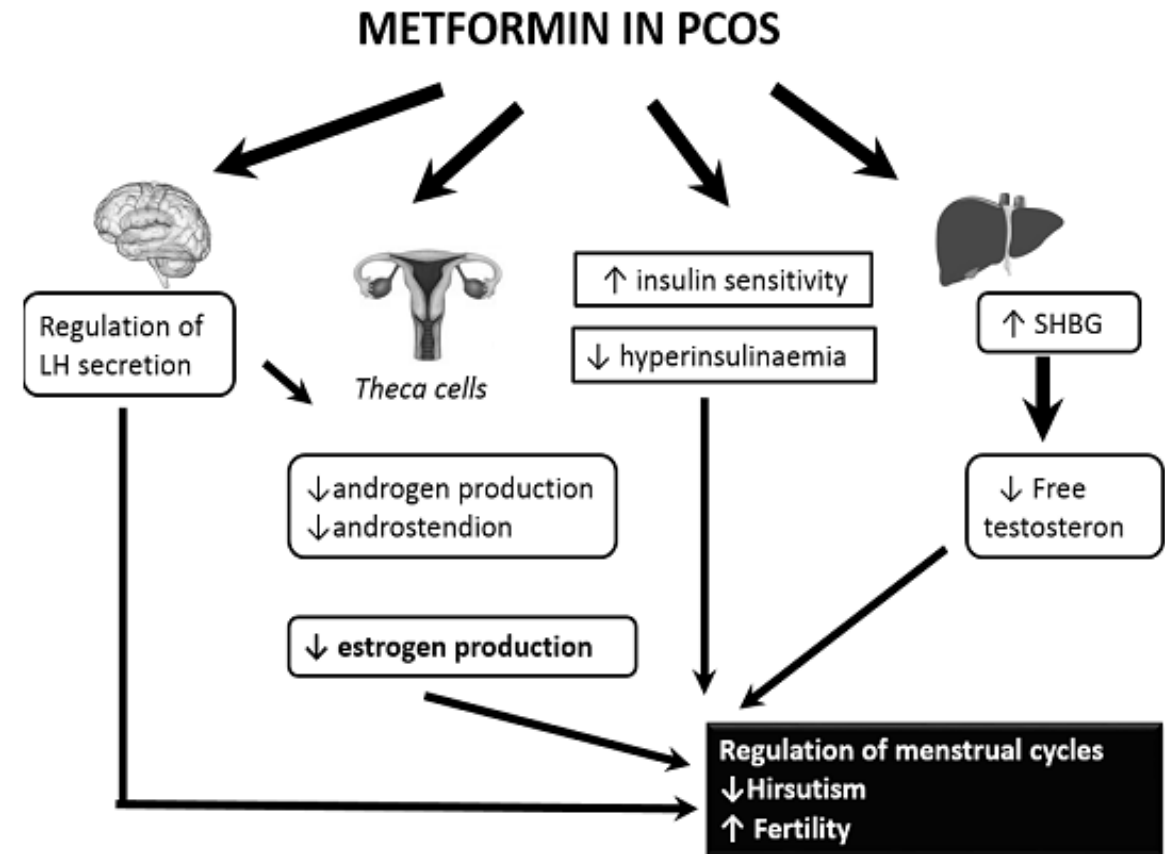 METFORMIN IN PCOS
Regulation of
LH secretion
Theca cells
↑ insulin sensitivity
↓ hyperinsulinaemia
↑ SHBG
↓androgen production
↓androstendion
↓ Free
testosteron
↓ estrogen production
Regulation of menstrual cycles
↓Hirsutism
↑ Fertility